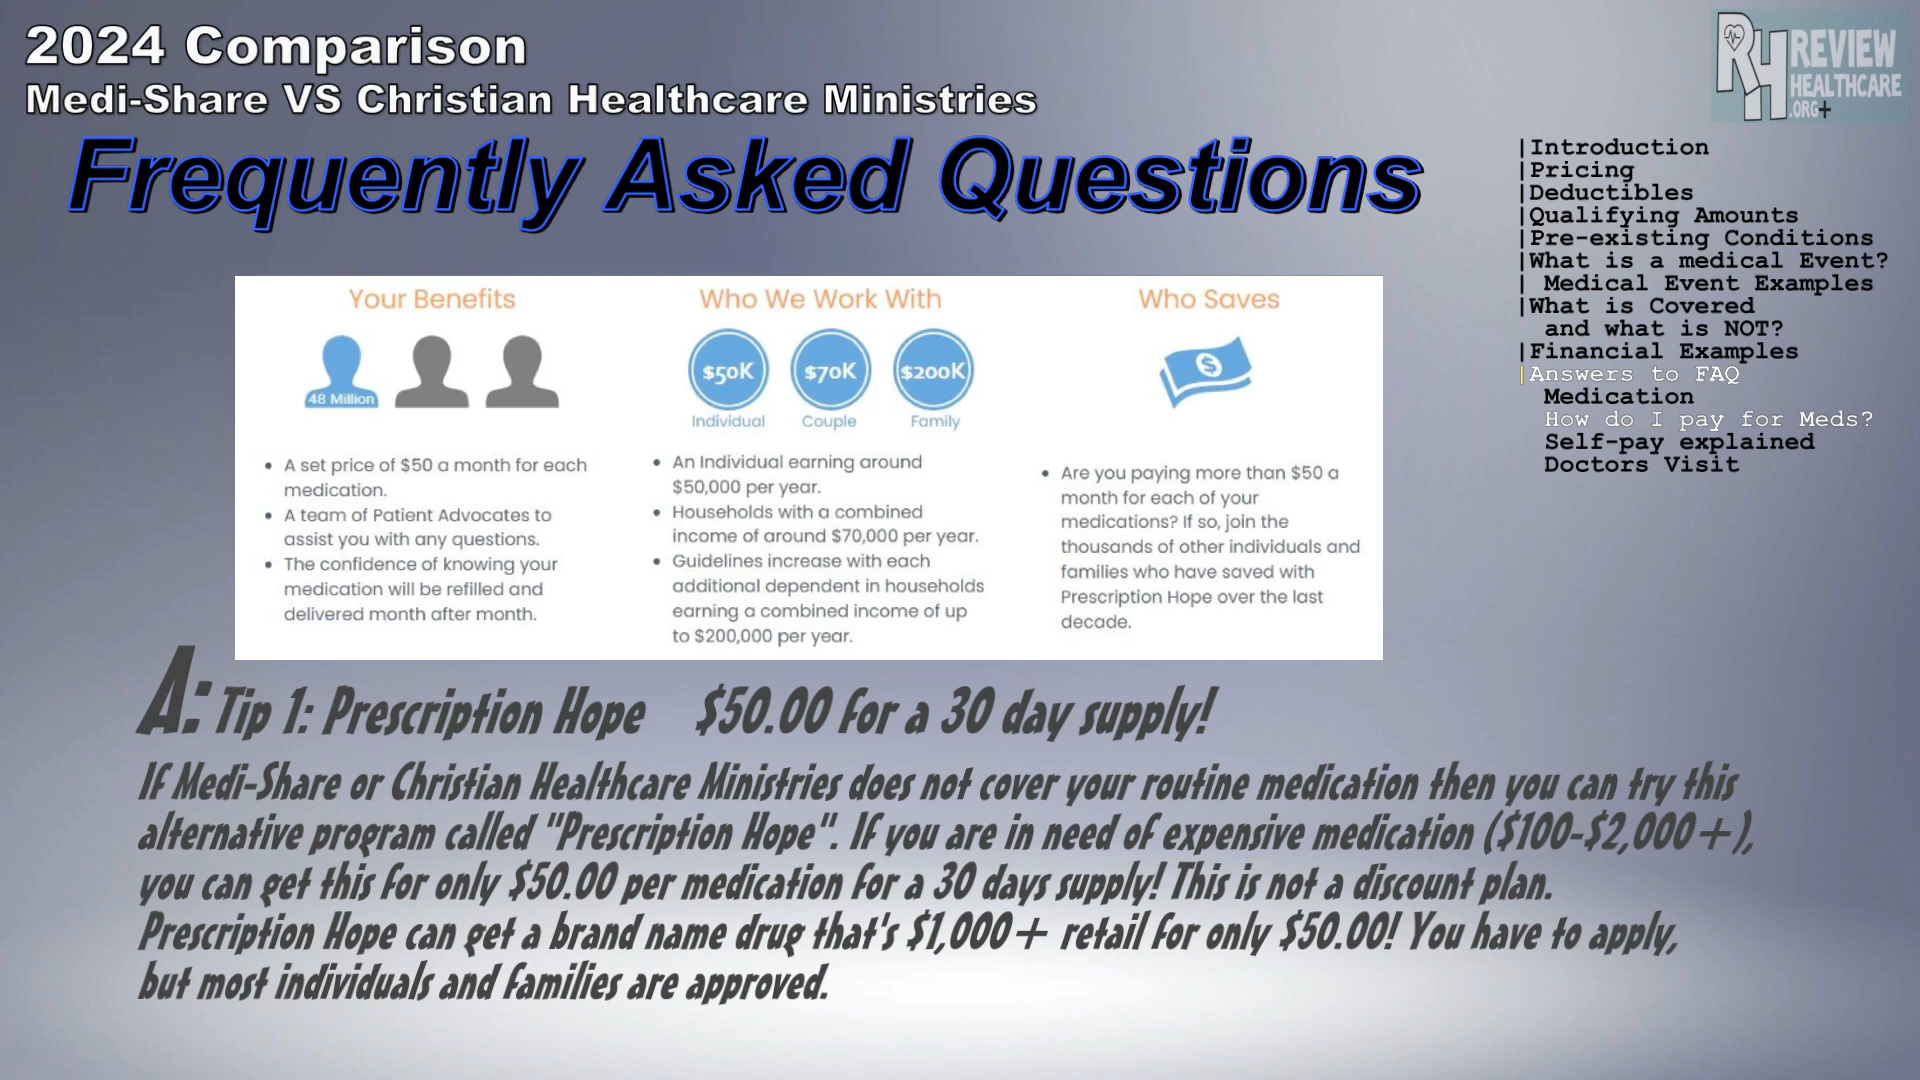 2024 Comparison
Medi-Share VS Christian Healthcare Ministries
Frequently Asked Questions
RH REVIEW
HEALTHCARE
.ORG+
|Introduction
|Pricing
|Deductibles
|Qualifying Amounts
|Pre-existing Conditions
|What is a medical Event?
| Medical Event Examples
|What is Covered
and what is NOT?
|Financial Examples
|Answers to FAQ
Medication
How do I pay for Meds?
Self-pay explained
Doctors Visit
Your Benefits
48 Million
• A set price of $50 a month for each
medication.
• A team of Patient Advocates to
assist you with any questions.
• The confidence of knowing your
medication will be refilled and
delivered month after month.
Who We Work With
$50K $70K $200K
Individual Couple Family
• An Individual earning around
$50,000 per year.
• Households with a combined
income of around $70,000 per year.
• Guidelines increase with each
additional dependent in households
earning a combined income of up
to $200,000 per year.
Who Saves
$
• Are you paying more than $50 a
month for each of your
medications? If so, join the
thousands of other individuals and
families who have saved with
Prescription Hope over the last
decade.
A: Tip 1: Prescription Hope $50.00 for a 30 day supply!
If Medi-Share or Christian Healthcare Ministries does not cover your routine medication then you can try this
alternative program called "Prescription Hope". If you are in need of expensive medication ($100-$2,000+),
you can get this for only $50.00 per medication for a 30 days supply! This is not a discount plan.
Prescription Hope can get a brand name drug that's $1,000+ retail for only $50.00! You have to apply,
but most individuals and families are approved.